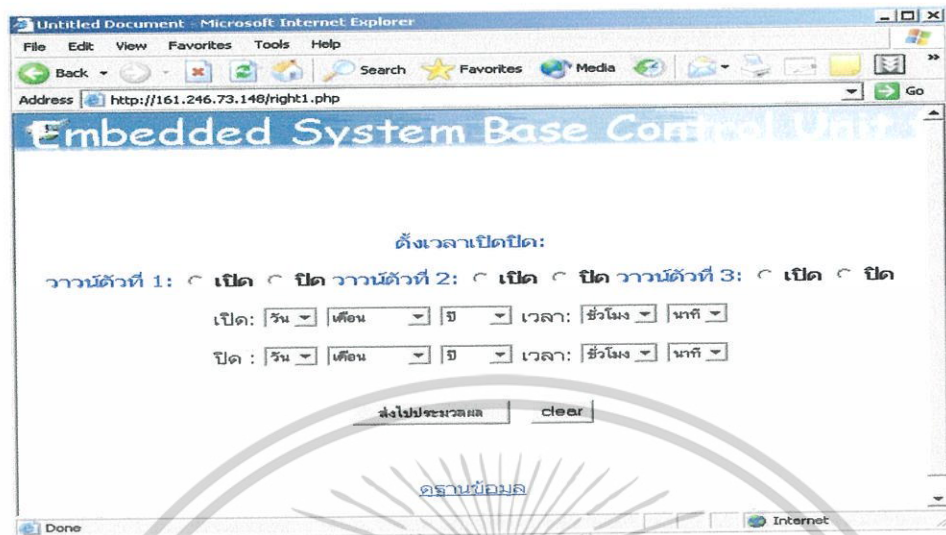 Untitled Document - Microsoft Internet Explorer
File Edit View Favorites Tools Help
Back Search Favorites Media
Address http://161.246.73.148/right1.php Go
Embedded System Base Control Unit
ตั้งเวลาเปิดปิด:
วาวน์ตัวที่ 1: เปิด ปิด วาวน์ตัวที่ 2: เปิด ปิด วาวน์ตัวที่ 3: เปิด ปิด
เปิด: วัน เดือน ปี เวลา: ชั่วโมง นาที
ปิด : วัน เดือน ปี เวลา: ชั่วโมง นาที
ส่งไปประมวลผล clear
ดูฐานข้อมูล
Done Internet